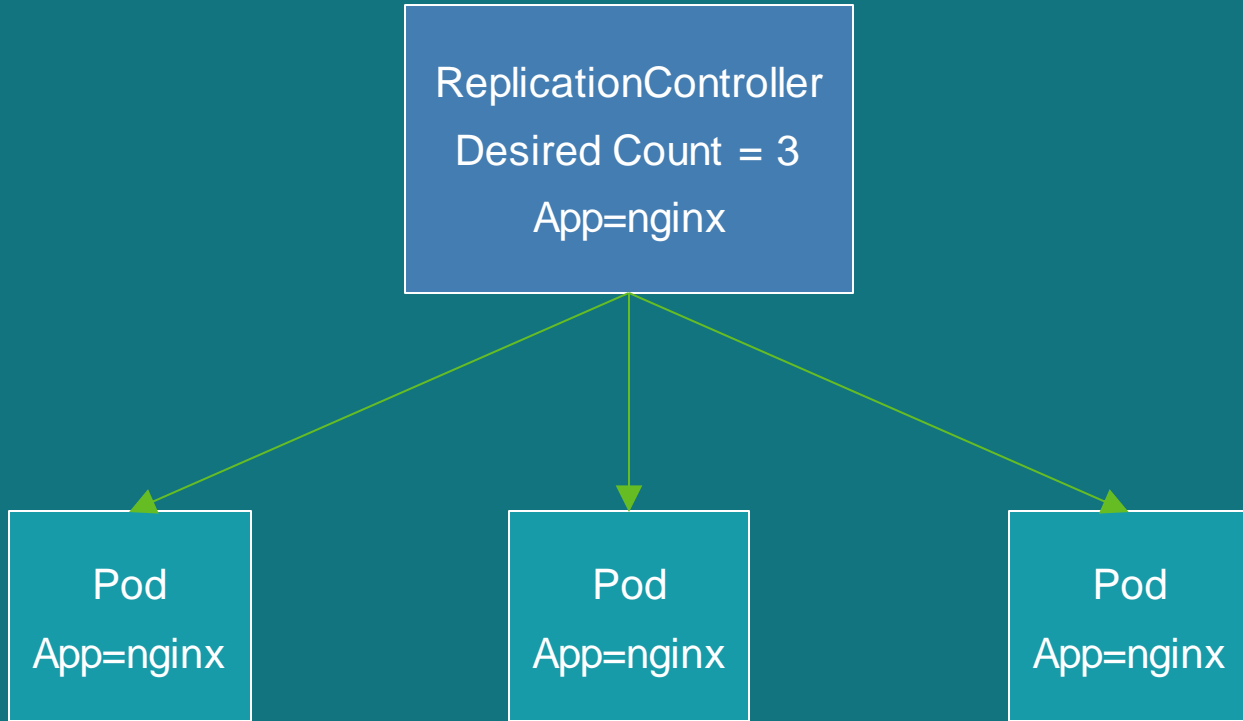 ReplicationController
Desired Count = 3
App=nginx
Pod
App=nginx
Pod
App=nginx
Pod
App=nginx